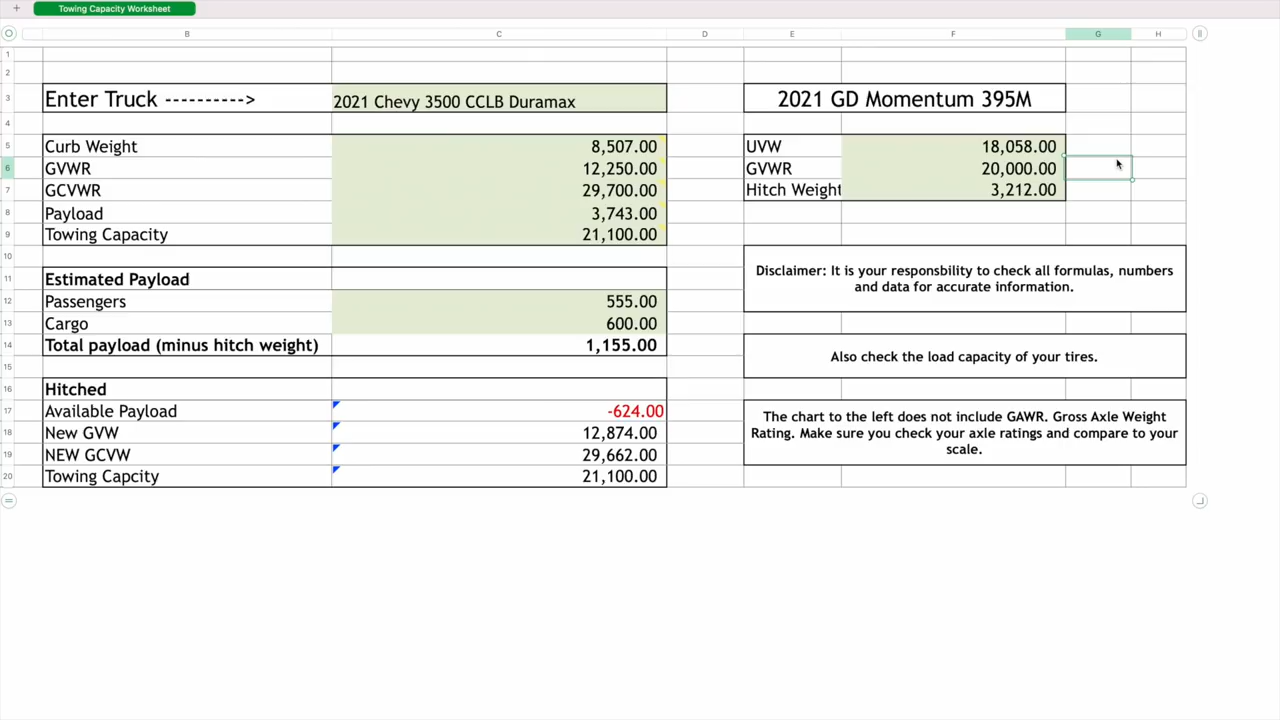 + Towing Capacity Worksheet
B C D E F G H
1
2
3 Enter Truck ----------> 2021 Chevy 3500 CCLB Duramax 2021 GD Momentum 395M
4
5 Curb Weight 8,507.00 UVW 18,058.00
6 GVWR 12,250.00 GVWR 20,000.00
7 GCVWR 29,700.00 Hitch Weight 3,212.00
8 Payload 3,743.00
9 Towing Capacity 21,100.00
10
11 Estimated Payload
12 Passengers 555.00
13 Cargo 600.00
14 Total payload (minus hitch weight) 1,155.00
15
16 Hitched
17 Available Payload -624.00
18 New GVW 12,874.00
19 NEW GCVW 29,662.00
20 Towing Capcity 21,100.00
Disclaimer: It is your responsbility to check all formulas, numbers
and data for accurate information.
Also check the load capacity of your tires.
The chart to the left does not include GAWR. Gross Axle Weight
Rating. Make sure you check your axle ratings and compare to your
scale.